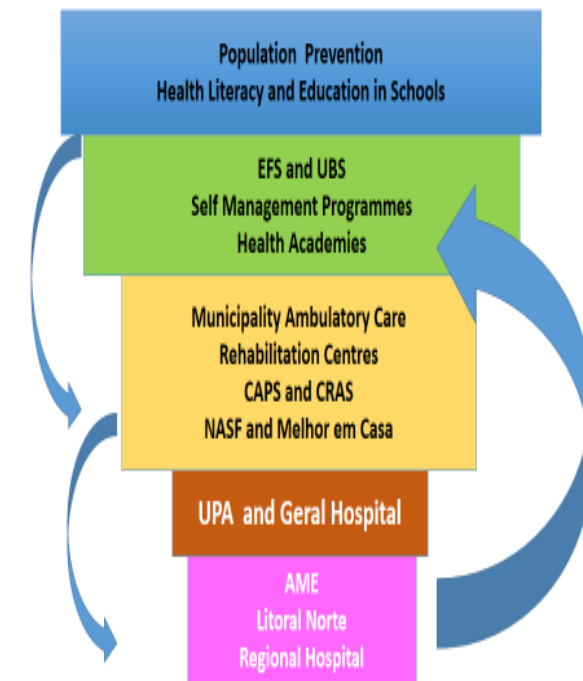 Population Prevention
Health Literacy and Education in Schools
EFS and UBS
Self Management Programmes
Health Academies
Municipality Ambulatory Care
Rehabilitation Centres
CAPS and CRAS
NASF and Melhor em Casa
UPA and Geral Hospital
AME
Litoral Norte
Regional Hospital